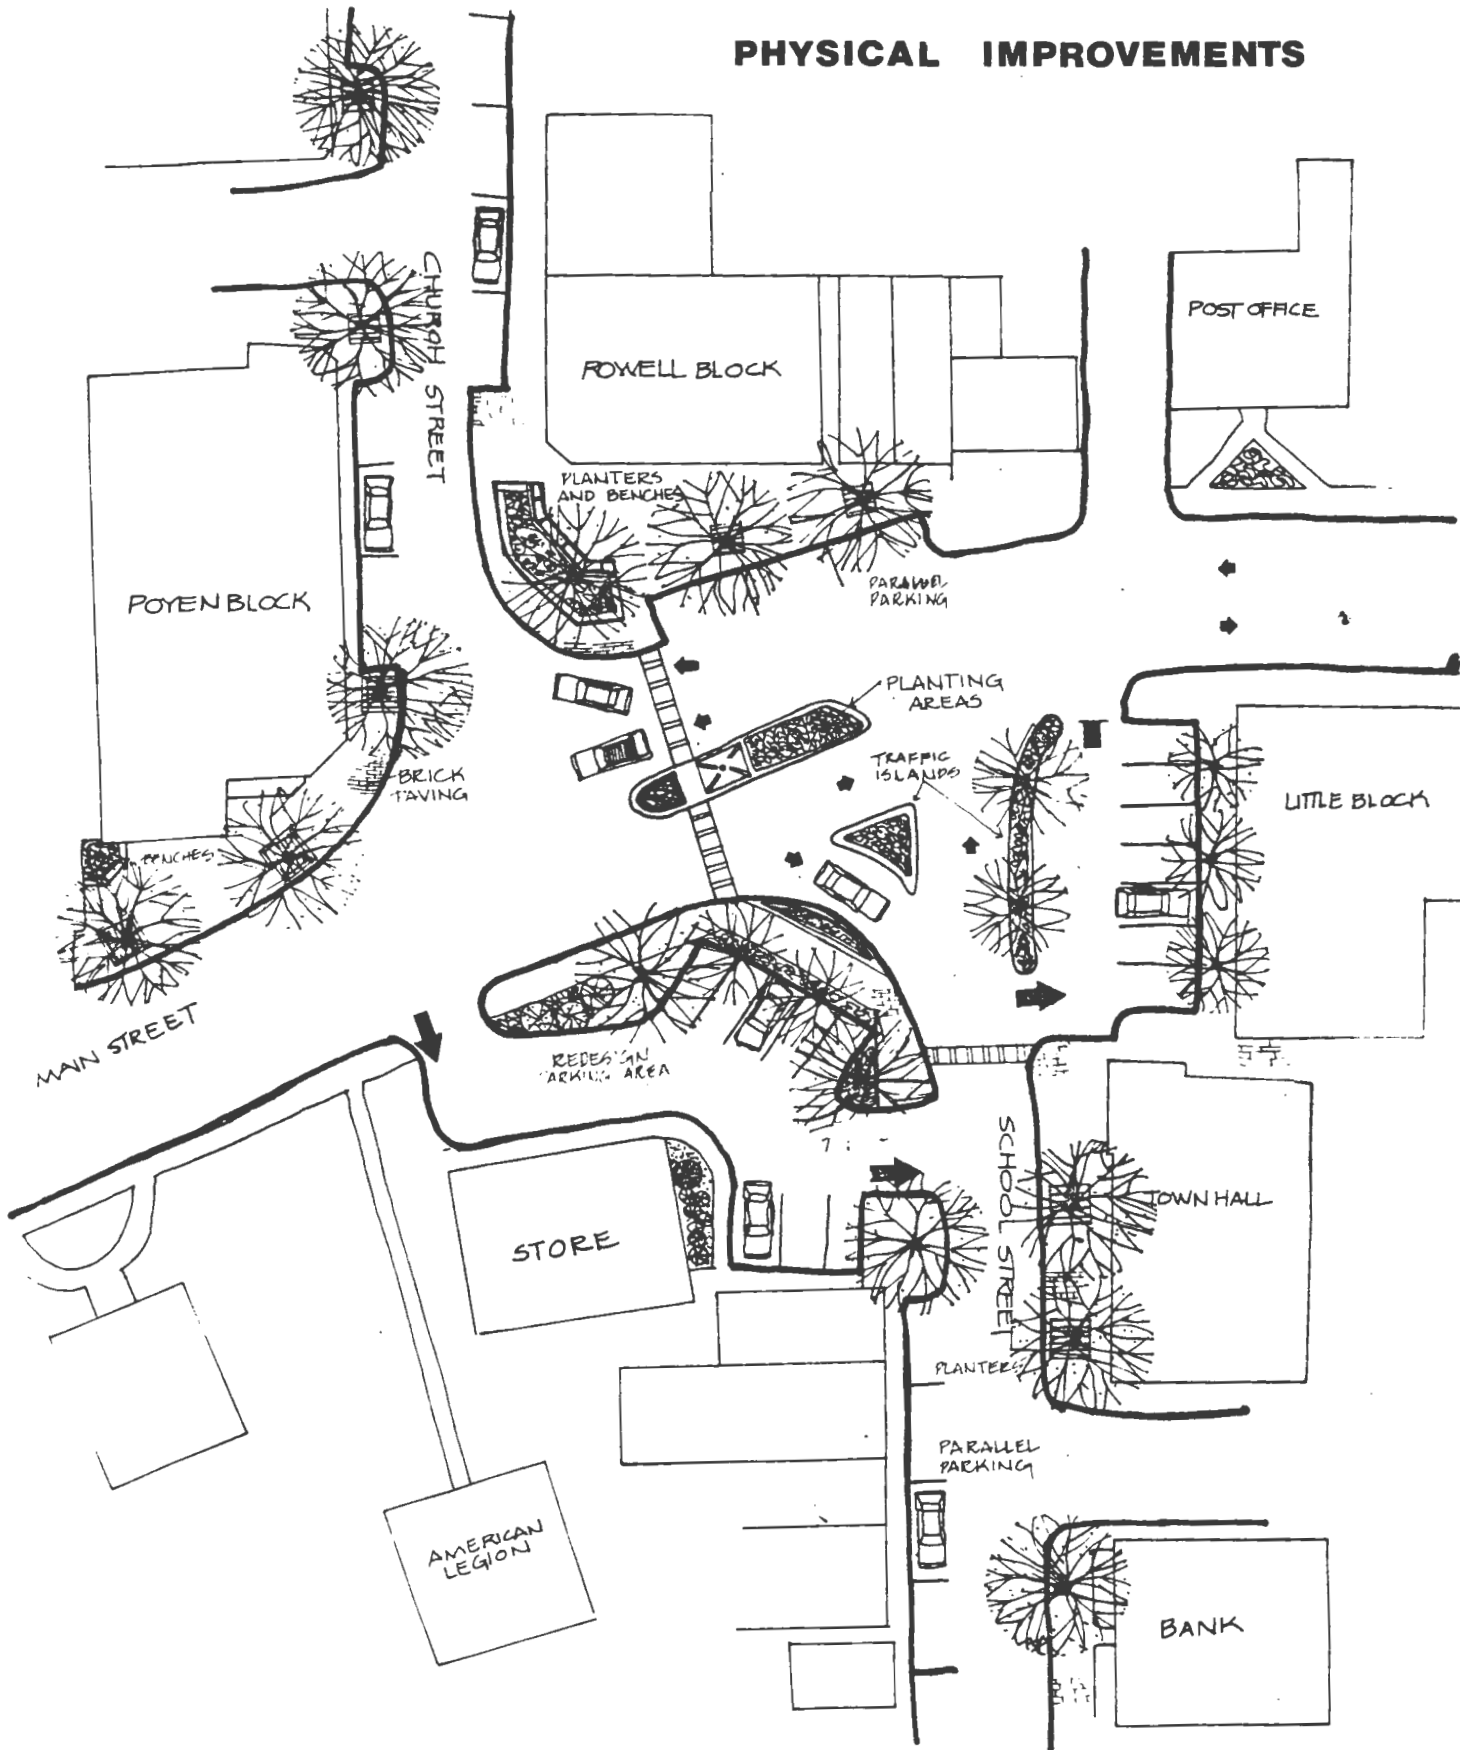 PHYSICAL IMPROVEMENTS
CHURCH STREET
POST OFFICE
POWELL BLOCK
PLANTERS
AND BENCHES
PARALLEL
PARKING
POYEN BLOCK
PLANTING
AREAS
TRAFFIC
ISLANDS
BRICK
PAVING
LITTLE BLOCK
BENCHES
MAIN STREET
REDESIGN
PARKING AREA
SCHOOL STREET
TOWN HALL
STORE
PLANTERS
PARALLEL
PARKING
AMERICAN
LEGION
BANK